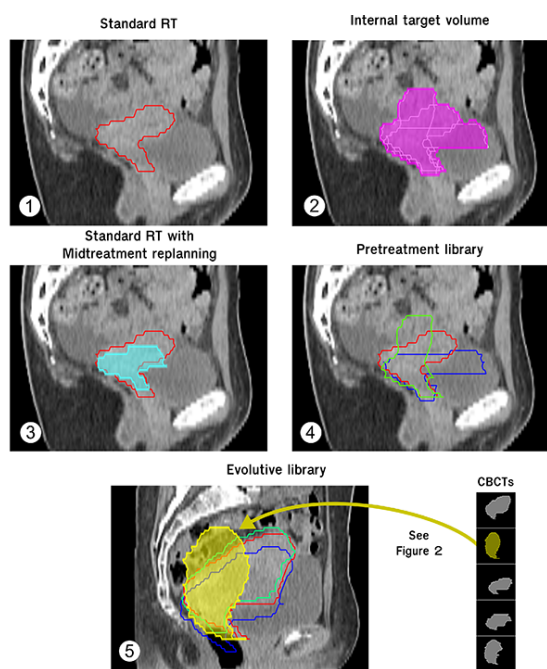 Standard RT
Internal target volume
1
2
Standard RT with
Midtreatment replanning
Pretreatment library
3
4
Evolutive library
CBCTs
See
Figure 2
5